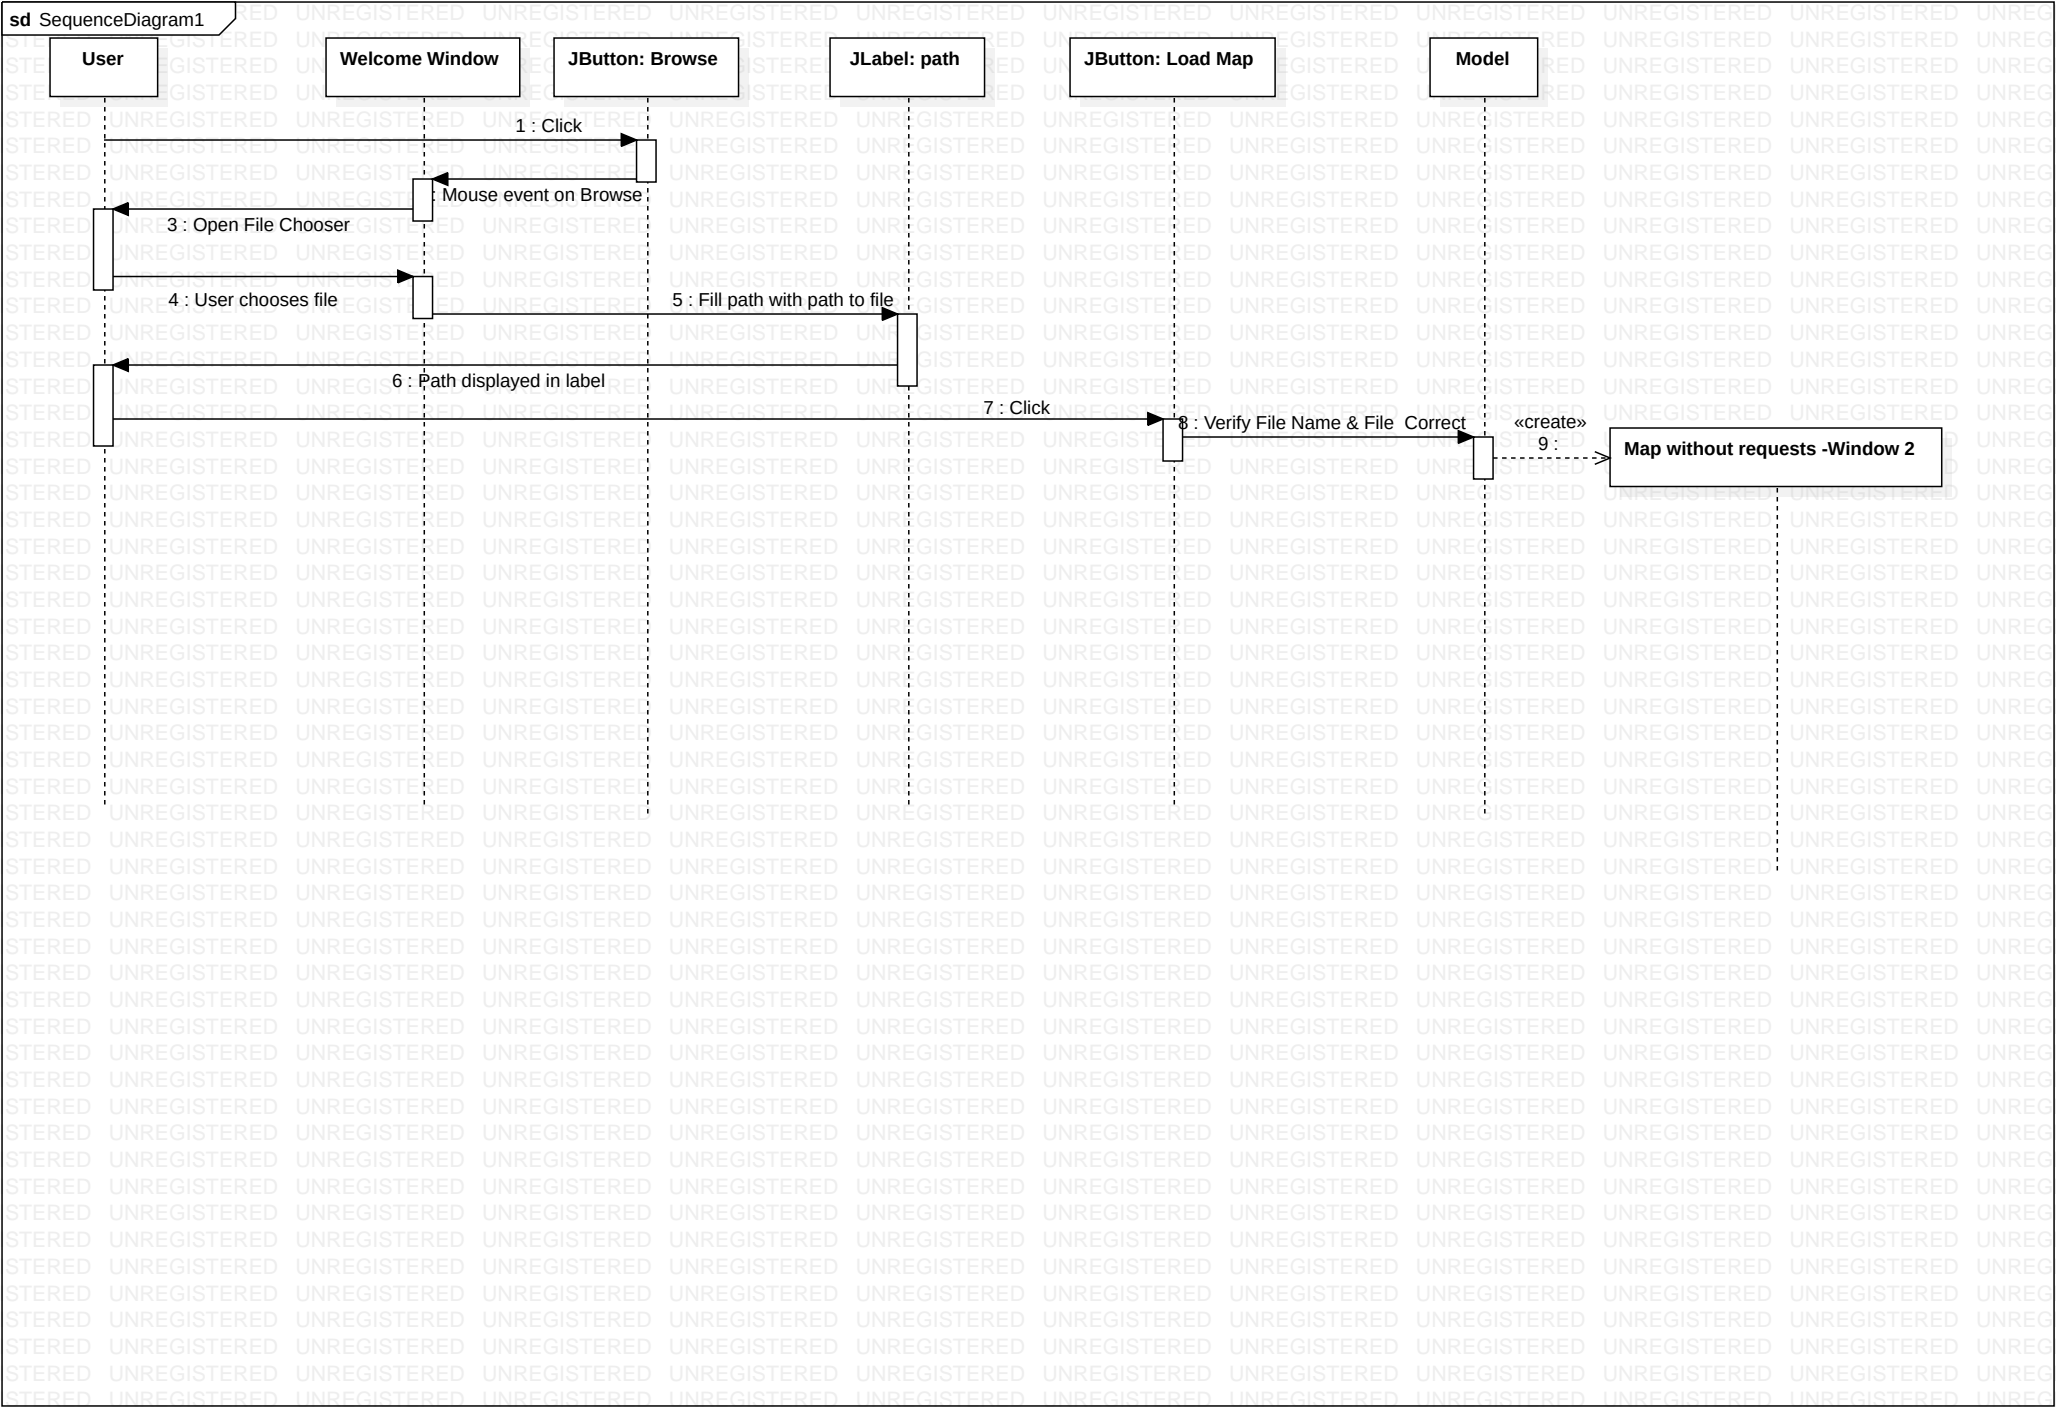 sd SequenceDiagram1
User
Welcome Window
JButton: Browse
JLabel: path
JButton: Load Map
Model
1 : Click
: Mouse event on Browse
3 : Open File Chooser
4 : User chooses file
5 : Fill path with path to file
6 : Path displayed in label
7 : Click
8 : Verify File Name & File  Correct
«create»
9 :
Map without requests -Window 2
UNREGISTERED